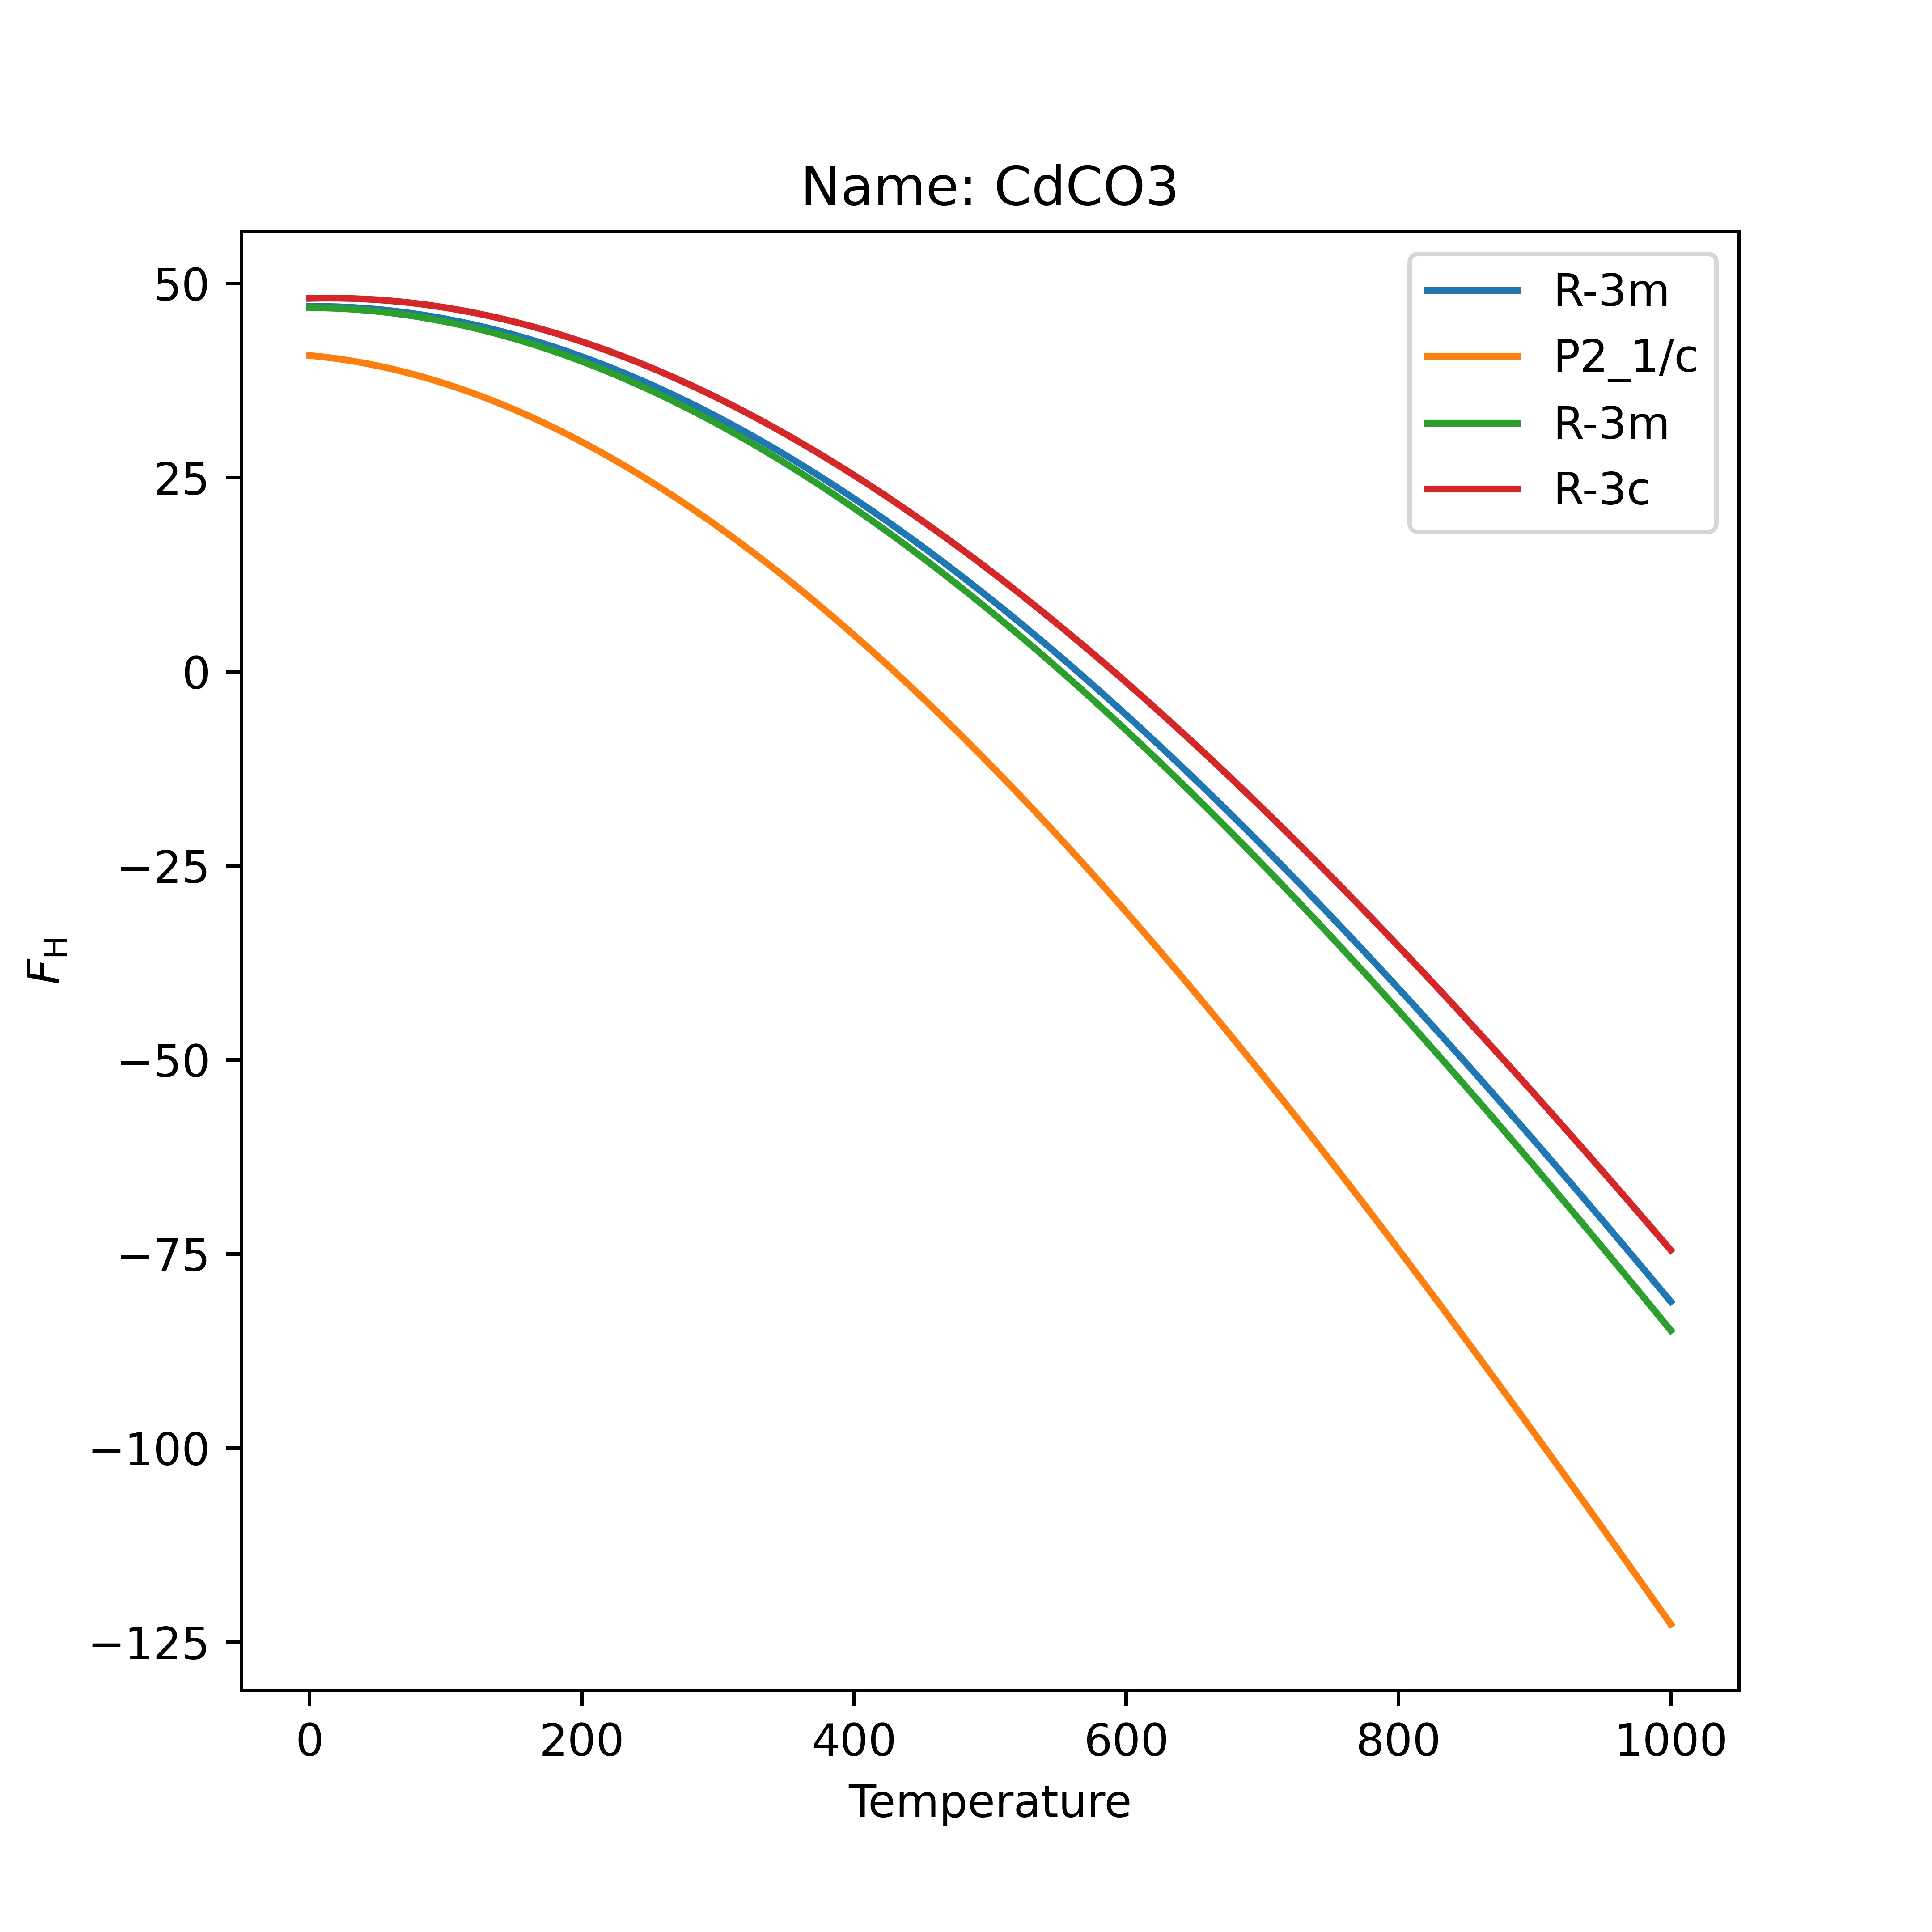 Name: CdCO3
R-3m
P2_1/c
R-3m
R-3c
50
25
0
−25
−50
−75
−100
−125
F_H
0 200 400 600 800 1000
Temperature